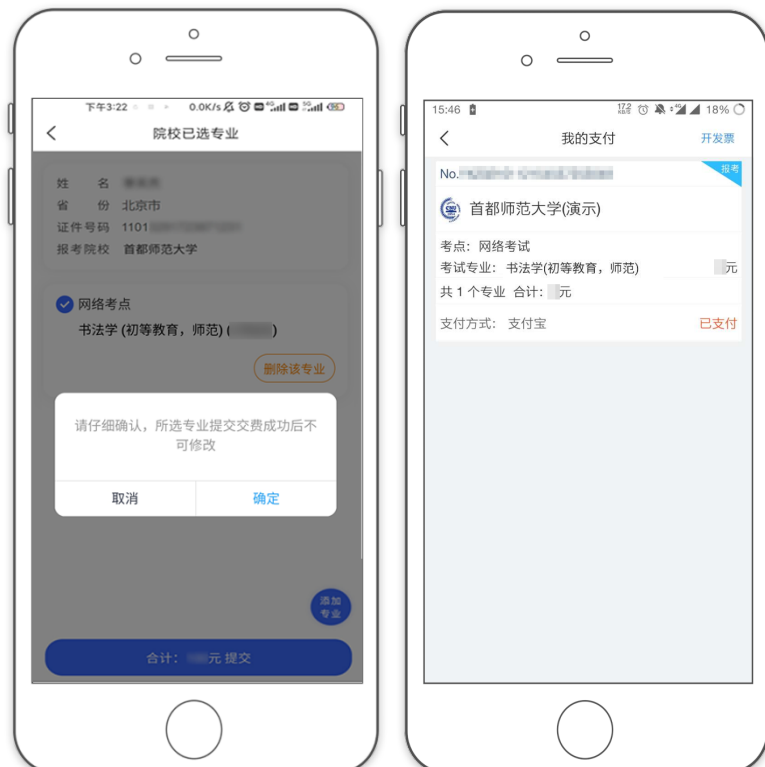 下午3:22
0.0K/s
院校已选专业
姓 名
省 份 北京市
证件号码 1101
报考院校 首都师范大学
网络考点
书法学 (初等教育，师范) ( )
删除该专业
请仔细确认，所选专业提交交费成功后不
可修改
取消 确定
添加
专业
合计： 元 提交
15:46
17.2
KB/S
4G
18%
我的支付
开发票
No.
报考
首都师范大学(演示)
考点：网络考试
考试专业： 书法学(初等教育，师范) 元
共 1 个专业 合计： 元
支付方式： 支付宝 已支付